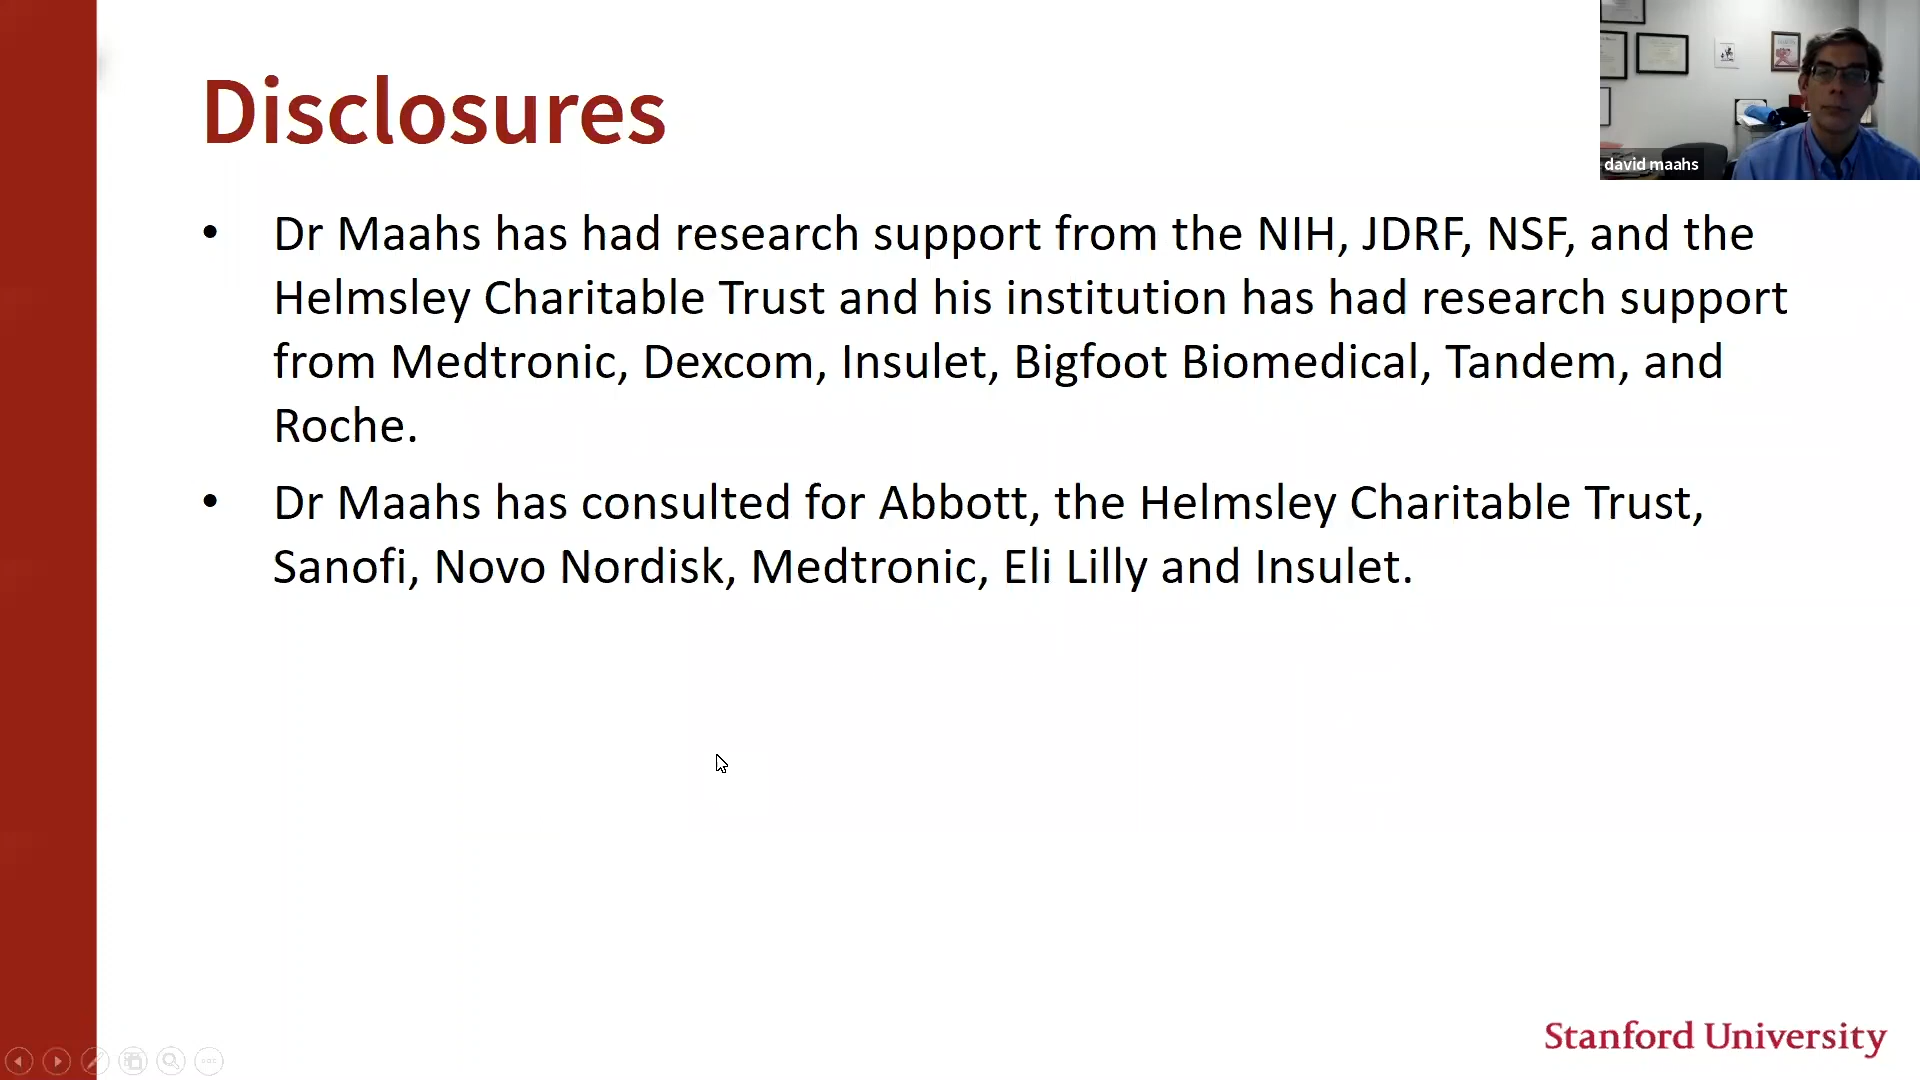 Disclosures
david maahs
• Dr Maahs has had research support from the NIH, JDRF, NSF, and the
Helmsley Charitable Trust and his institution has had research support
from Medtronic, Dexcom, Insulet, Bigfoot Biomedical, Tandem, and
Roche.
• Dr Maahs has consulted for Abbott, the Helmsley Charitable Trust,
Sanofi, Novo Nordisk, Medtronic, Eli Lilly and Insulet.
Stanford University